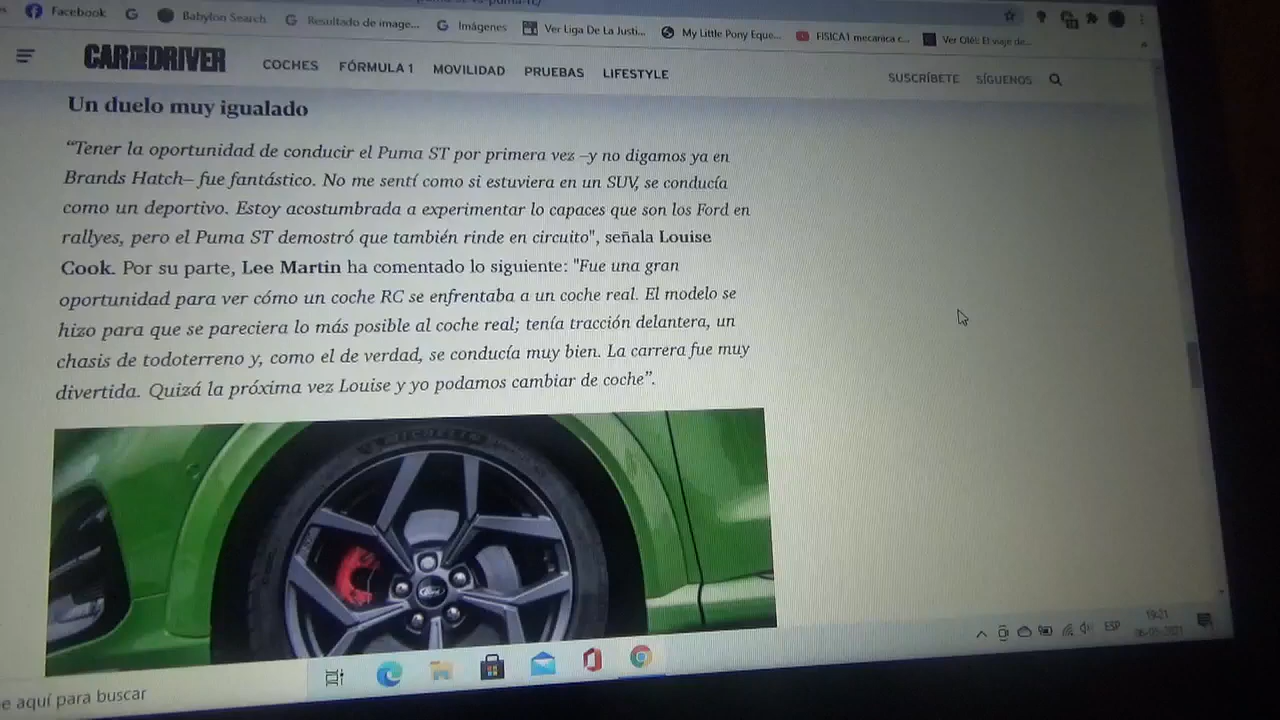 Facebook G Babylon Search G Resultado de image... G Imágenes Ver Liga De La Justi... My Little Pony Eque... FISICA1 mecanica c... Ver Olé! El viaje de...
CAR AND DRIVER COCHES FÓRMULA 1 MOVILIDAD PRUEBAS LIFESTYLE SUSCRÍBETE SÍGUENOS
Un duelo muy igualado
“Tener la oportunidad de conducir el Puma ST por primera vez –y no digamos ya en
Brands Hatch– fue fantástico. No me sentí como si estuviera en un SUV, se conducía
como un deportivo. Estoy acostumbrada a experimentar lo capaces que son los Ford en
rallyes, pero el Puma ST demostró que también rinde en circuito", señala Louise
Cook. Por su parte, Lee Martin ha comentado lo siguiente: "Fue una gran
oportunidad para ver cómo un coche RC se enfrentaba a un coche real. El modelo se
hizo para que se pareciera lo más posible al coche real; tenía tracción delantera, un
chasis de todoterreno y, como el de verdad, se conducía muy bien. La carrera fue muy
divertida. Quizá la próxima vez Louise y yo podamos cambiar de coche”.
Ford
ESP
19:21
e aquí para buscar